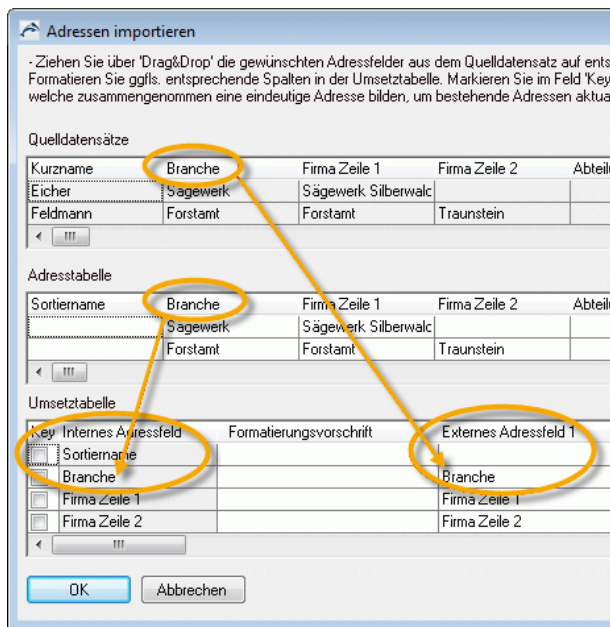 Adressen importieren
- Ziehen Sie über 'Drag&Drop' die gewünschten Adressfelder aus dem Quelldatensatz auf ents
Formatieren Sie ggfls. entsprechende Spalten in der Umsetztabelle. Markieren Sie im Feld 'Key
welche zusammengenommen eine eindeutige Adresse bilden, um bestehende Adressen aktua
Quelldatensätze
Kurzname Branche Firma Zeile 1 Firma Zeile 2 Abteilu
Eicher Sägewerk Sägewerk Silberwald
Feldmann Forstamt Forstamt Traunstein
Adresstabelle
Sortiername Branche Firma Zeile 1 Firma Zeile 2 Abteilu
Sägewerk Sägewerk Silberwald
Forstamt Forstamt Traunstein
Umsetztabelle
Key Internes Adressfeld Formatierungsvorschrift Externes Adressfeld 1
Sortiername
Branche Branche
Firma Zeile 1 Firma Zeile 1
Firma Zeile 2 Firma Zeile 2
OK Abbrechen